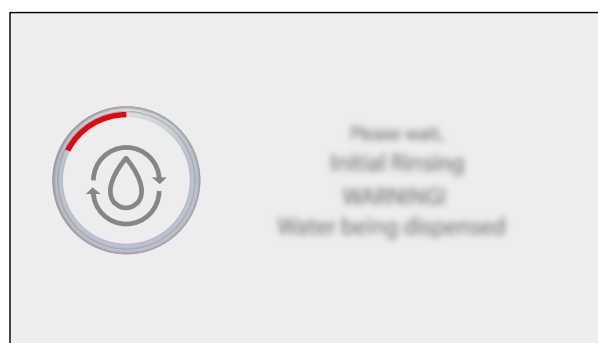 Please wait,
Initial Rinsing
WARNING!
Water being dispensed